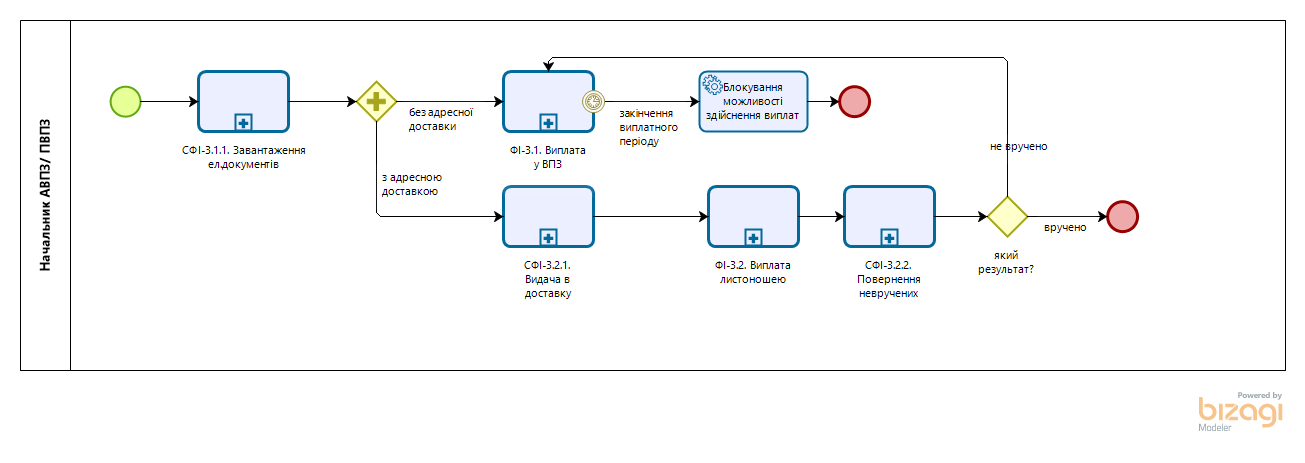 Начальник АВПЗ/ ПВПЗ
СФІ-3.1.1. Завантаження
ел.документів
без адресної
доставки
з адресною
доставкою
ФІ-3.1. Виплата
у ВПЗ
закінчення
виплатного
періоду
Блокування
можливості
здійснення виплат
не вручено
СФІ-3.2.1.
Видача в
доставку
ФІ-3.2. Виплата
листоношею
СФІ-3.2.2.
Повернення
невручених
який
результат?
вручено
Powered by
bizagi
Modeler